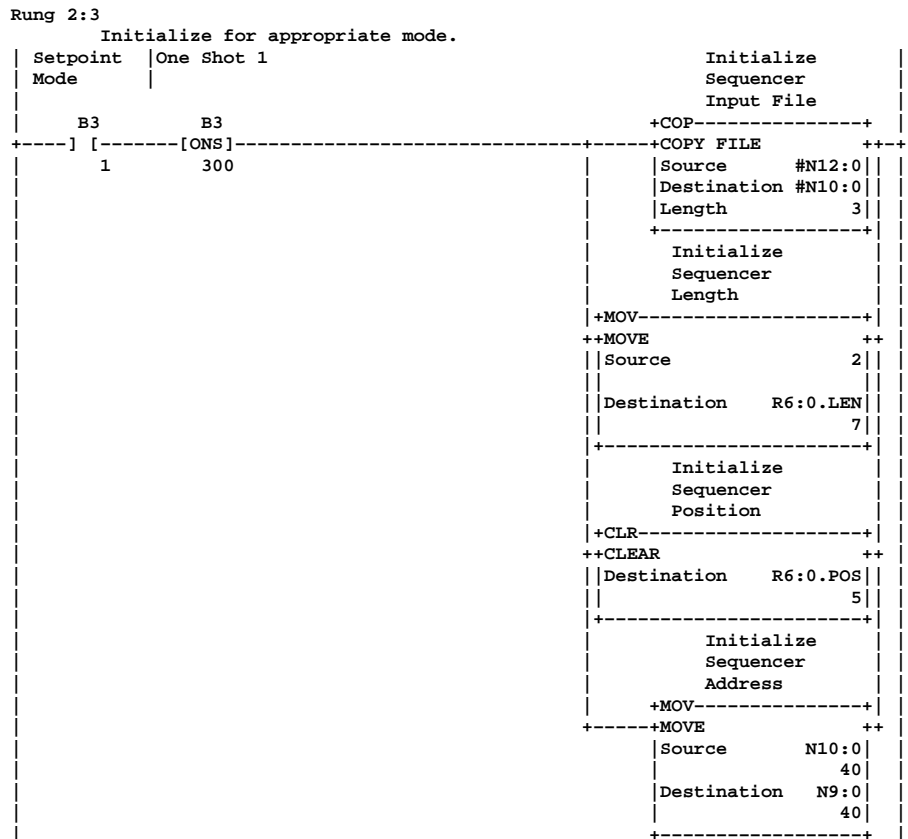 Rung 2:3
Initialize for appropriate mode.
| Setpoint |One Shot 1 Initialize |
| Mode | Sequencer |
| Input File |
| B3 B3 +COP---------------+ |
+----] [-------[ONS]-------------------------------+-----+COPY FILE ++-+
| 1 300 | |Source #N12:0|| |
| | |Destination #N10:0|| |
| | |Length 3|| |
| | +------------------+| |
| | Initialize | |
| | Sequencer | |
| | Length | |
| |+MOV--------------------+| |
| ++MOVE ++ |
| ||Source 2|| |
| || || |
| ||Destination R6:0.LEN|| |
| || 7|| |
| |+-----------------------+| |
| | Initialize | |
| | Sequencer | |
| | Position | |
| |+CLR--------------------+| |
| ++CLEAR ++ |
| ||Destination R6:0.POS|| |
| || 5|| |
| |+-----------------------+| |
| | Initialize | |
| | Sequencer | |
| | Address | |
| | +MOV---------------+| |
| +-----+MOVE ++ |
| |Source N10:0| |
| | 40| |
| |Destination N9:0| |
| | 40| |
| +------------------+ |